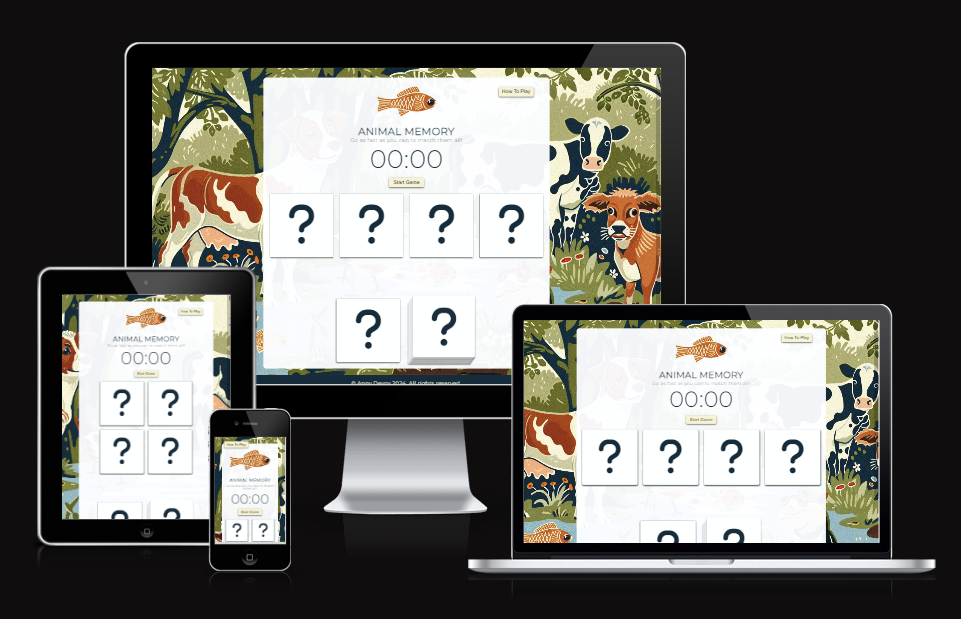 How To Play
ANIMAL MEMORY
Go as fast as you can to match them all!
00:00
Start Game
? ? ? ?
? ?
2024. All rights reserved
How To Play
ANIMAL MEMORY
Go as fast as you can to match them all!
00:00
Start Game
? ?
? ?
? ?
How To Play
ANIMAL MEMORY
00:00
Start Game
? ?
How To Play
ANIMAL MEMORY
Go as fast as you can to match them all!
00:00
Start Game
? ? ? ?
? ?